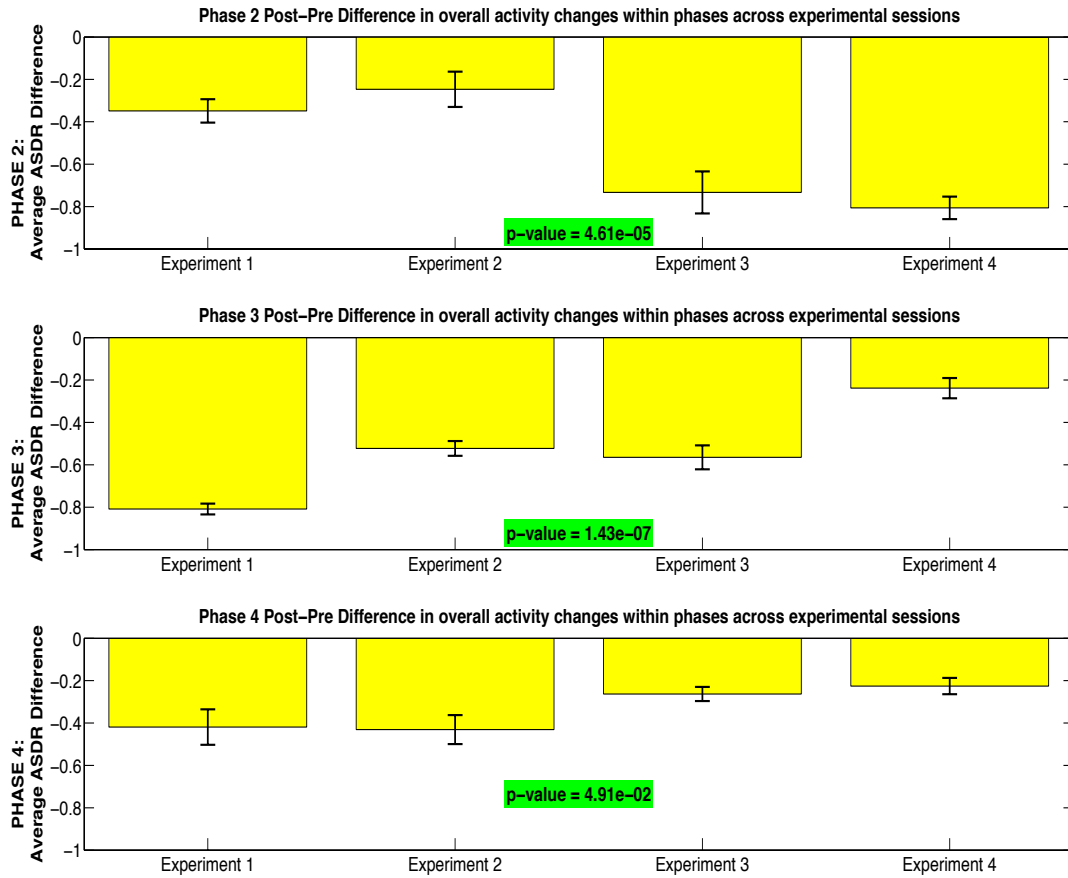 Phase 2 Post−Pre Difference in overall activity changes within phases across experimental sessions
PHASE 2:
Average ASDR Difference
0
−0.2
−0.4
−0.6
−0.8
−1
p−value = 4.61e−05
Experiment 1 Experiment 2 Experiment 3 Experiment 4
Phase 3 Post−Pre Difference in overall activity changes within phases across experimental sessions
PHASE 3:
Average ASDR Difference
0
−0.2
−0.4
−0.6
−0.8
−1
p−value = 1.43e−07
Experiment 1 Experiment 2 Experiment 3 Experiment 4
Phase 4 Post−Pre Difference in overall activity changes within phases across experimental sessions
PHASE 4:
Average ASDR Difference
0
−0.2
−0.4
−0.6
−0.8
−1
p−value = 4.91e−02
Experiment 1 Experiment 2 Experiment 3 Experiment 4